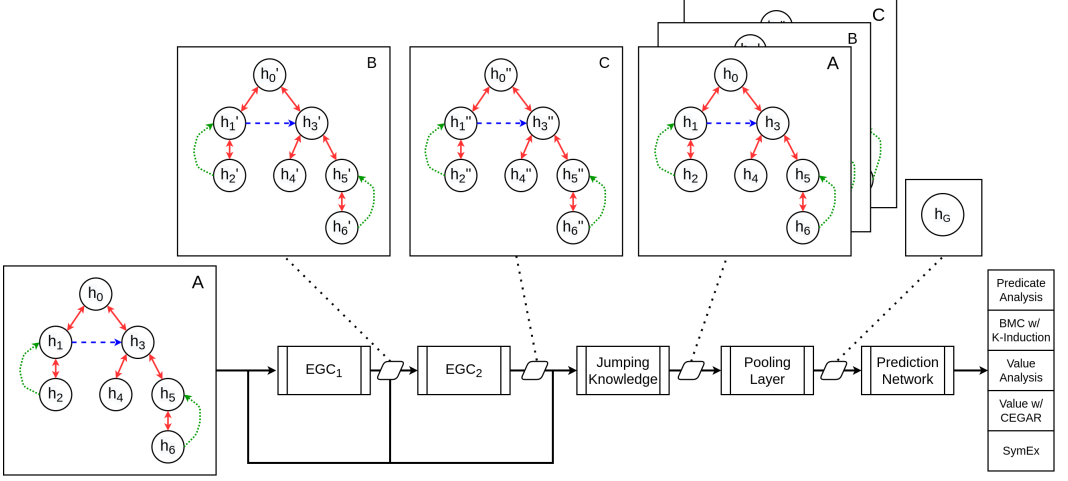 C
B
A
B
C
h0'
h1'
h3'
h2'
h4'
h5'
h6'
h0''
h1''
h3''
h2''
h4''
h5''
h6''
h0
h1
h3
h2
h4
h5
h6
hG
A
h0
h1
h3
h2
h4
h5
h6
EGC1
EGC2
Jumping
Knowledge
Pooling
Layer
Prediction
Network
Predicate
Analysis
BMC w/
K-Induction
Value
Analysis
Value w/
CEGAR
SymEx